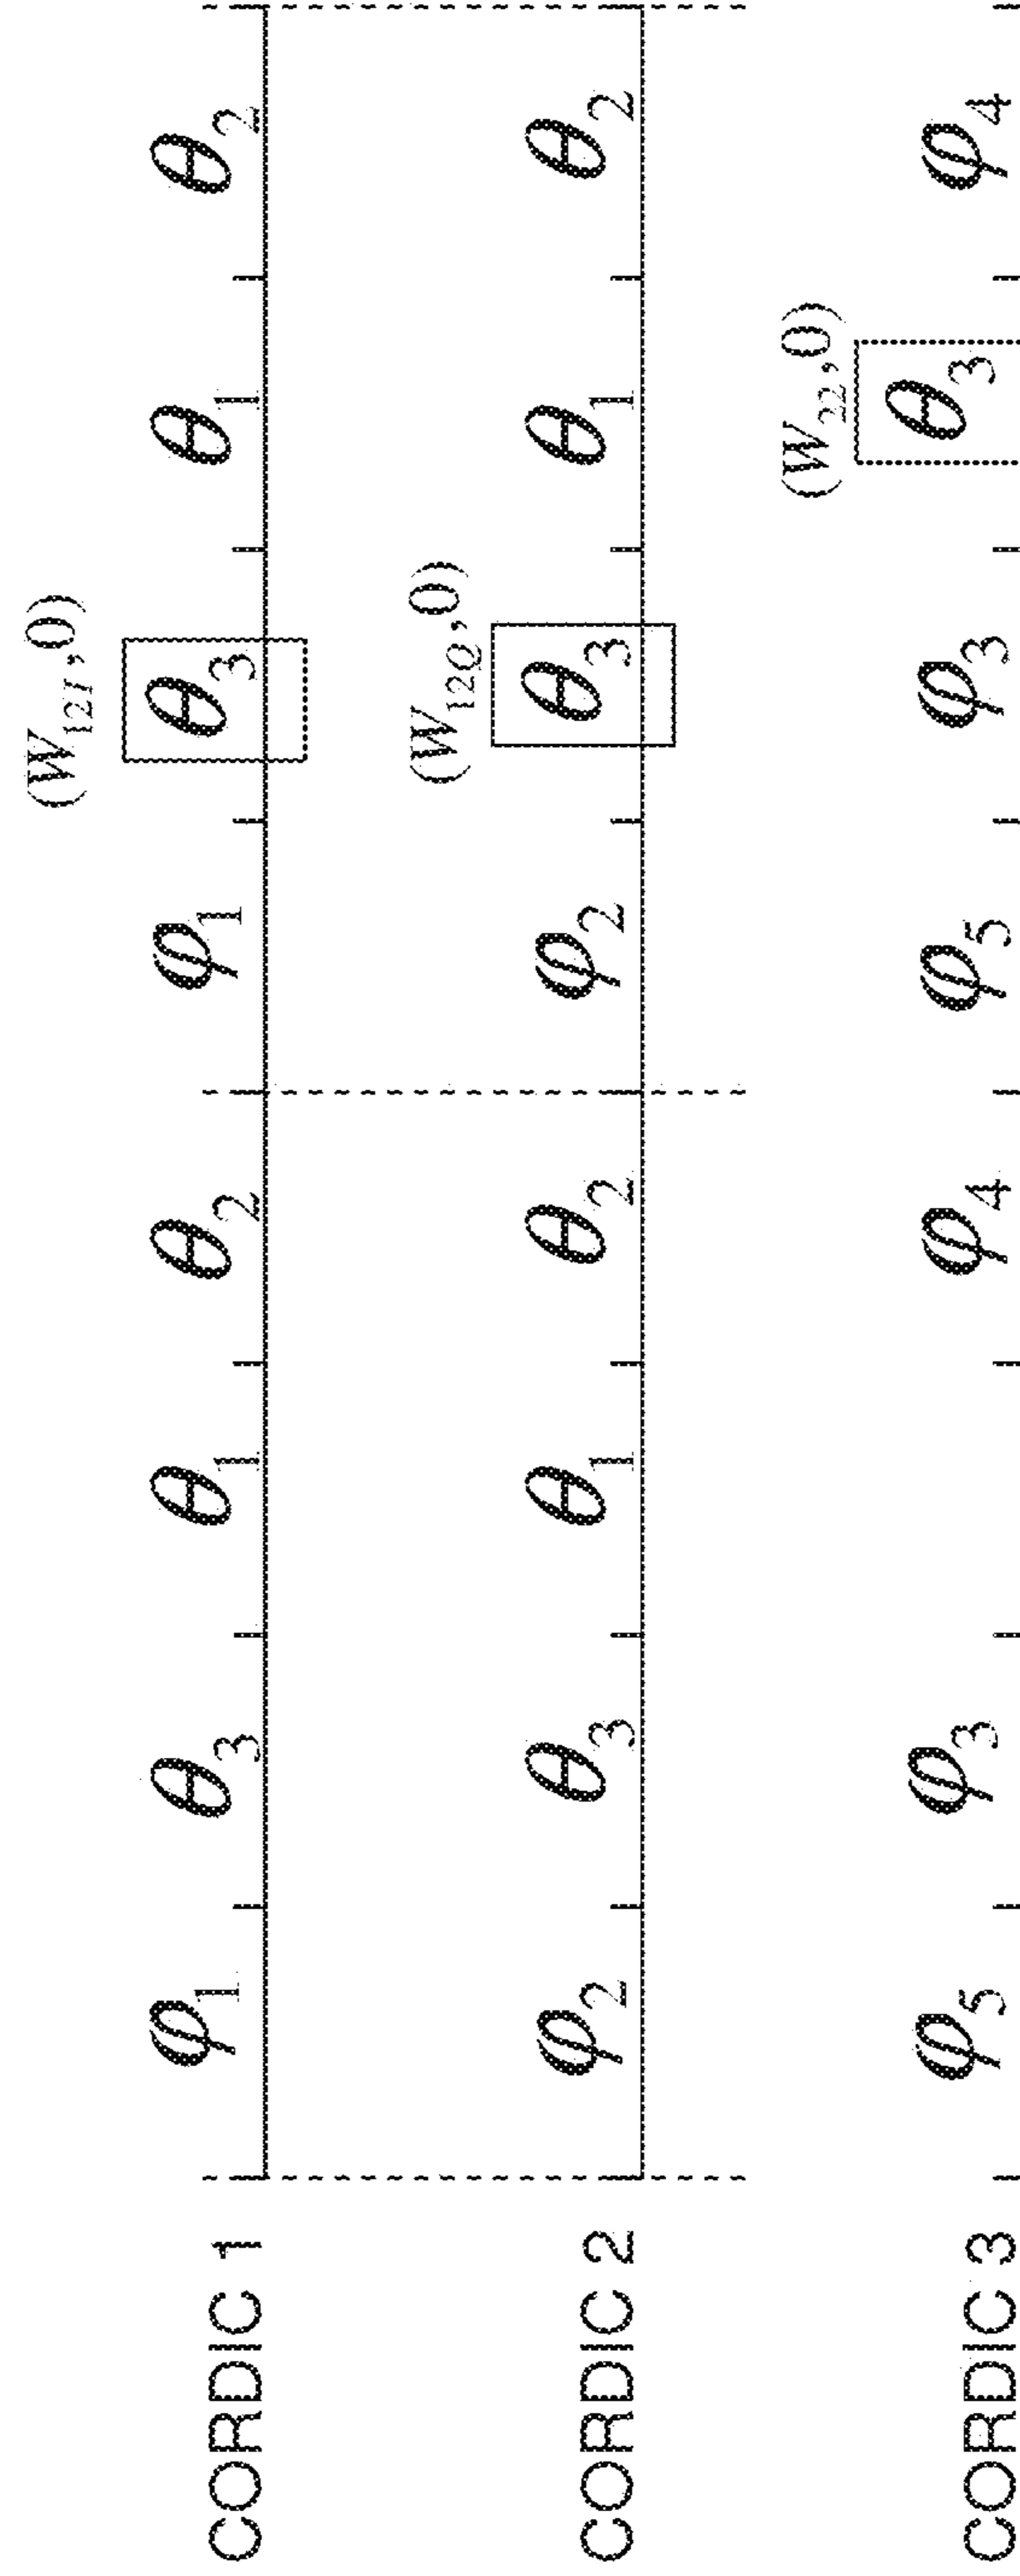 (W₁₂I,0)
CORDIC 1 φ₁ θ₃ θ₁ θ₂ φ₁ θ₃ θ₁ θ₂
(W₁₂Q,0)
CORDIC 2 φ₂ θ₃ θ₁ θ₂ φ₂ θ₃ θ₁ θ₂
(W₂₂,0)
CORDIC 3 φ₅ φ₃ φ₄ φ₅ φ₃ θ₃ φ₄